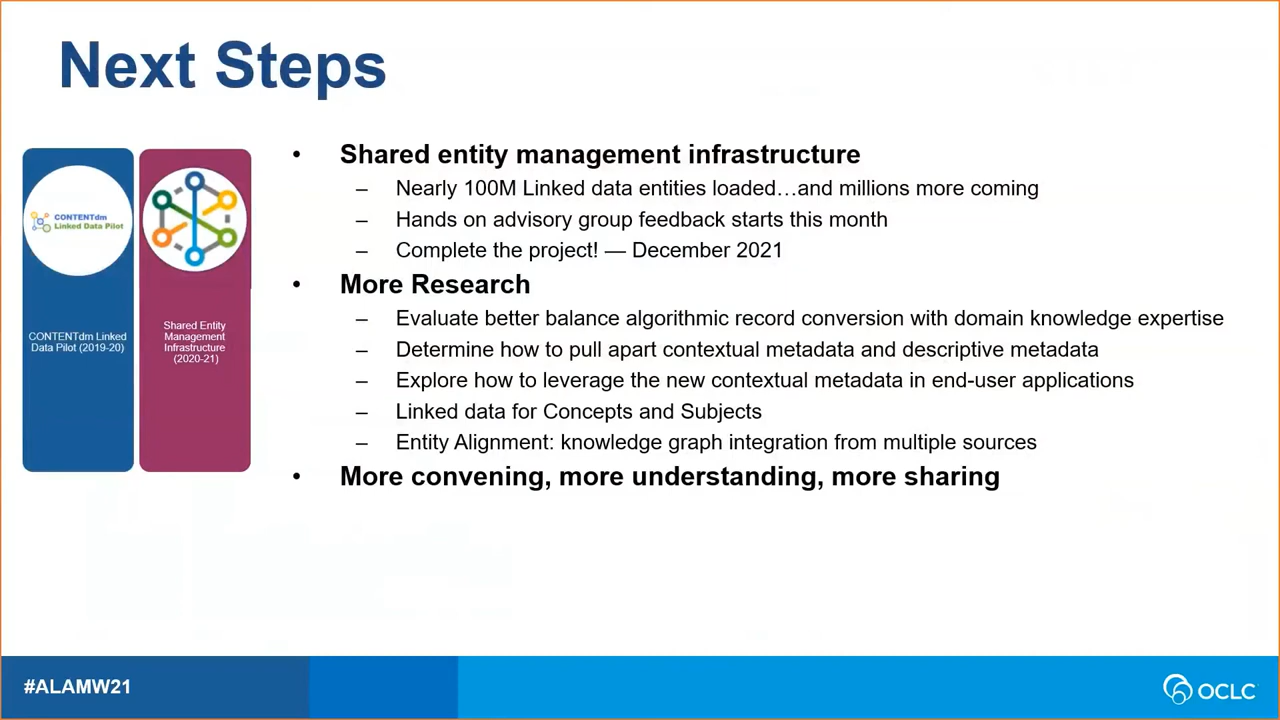 Next Steps
CONTENTdm
Linked Data Pilot
CONTENTdm Linked
Data Pilot (2019-20)
Shared Entity
Management
Infrastructure
(2020-21)
• Shared entity management infrastructure
– Nearly 100M Linked data entities loaded…and millions more coming
– Hands on advisory group feedback starts this month
– Complete the project! — December 2021
• More Research
– Evaluate better balance algorithmic record conversion with domain knowledge expertise
– Determine how to pull apart contextual metadata and descriptive metadata
– Explore how to leverage the new contextual metadata in end-user applications
– Linked data for Concepts and Subjects
– Entity Alignment: knowledge graph integration from multiple sources
• More convening, more understanding, more sharing
#ALAMW21
OCLC